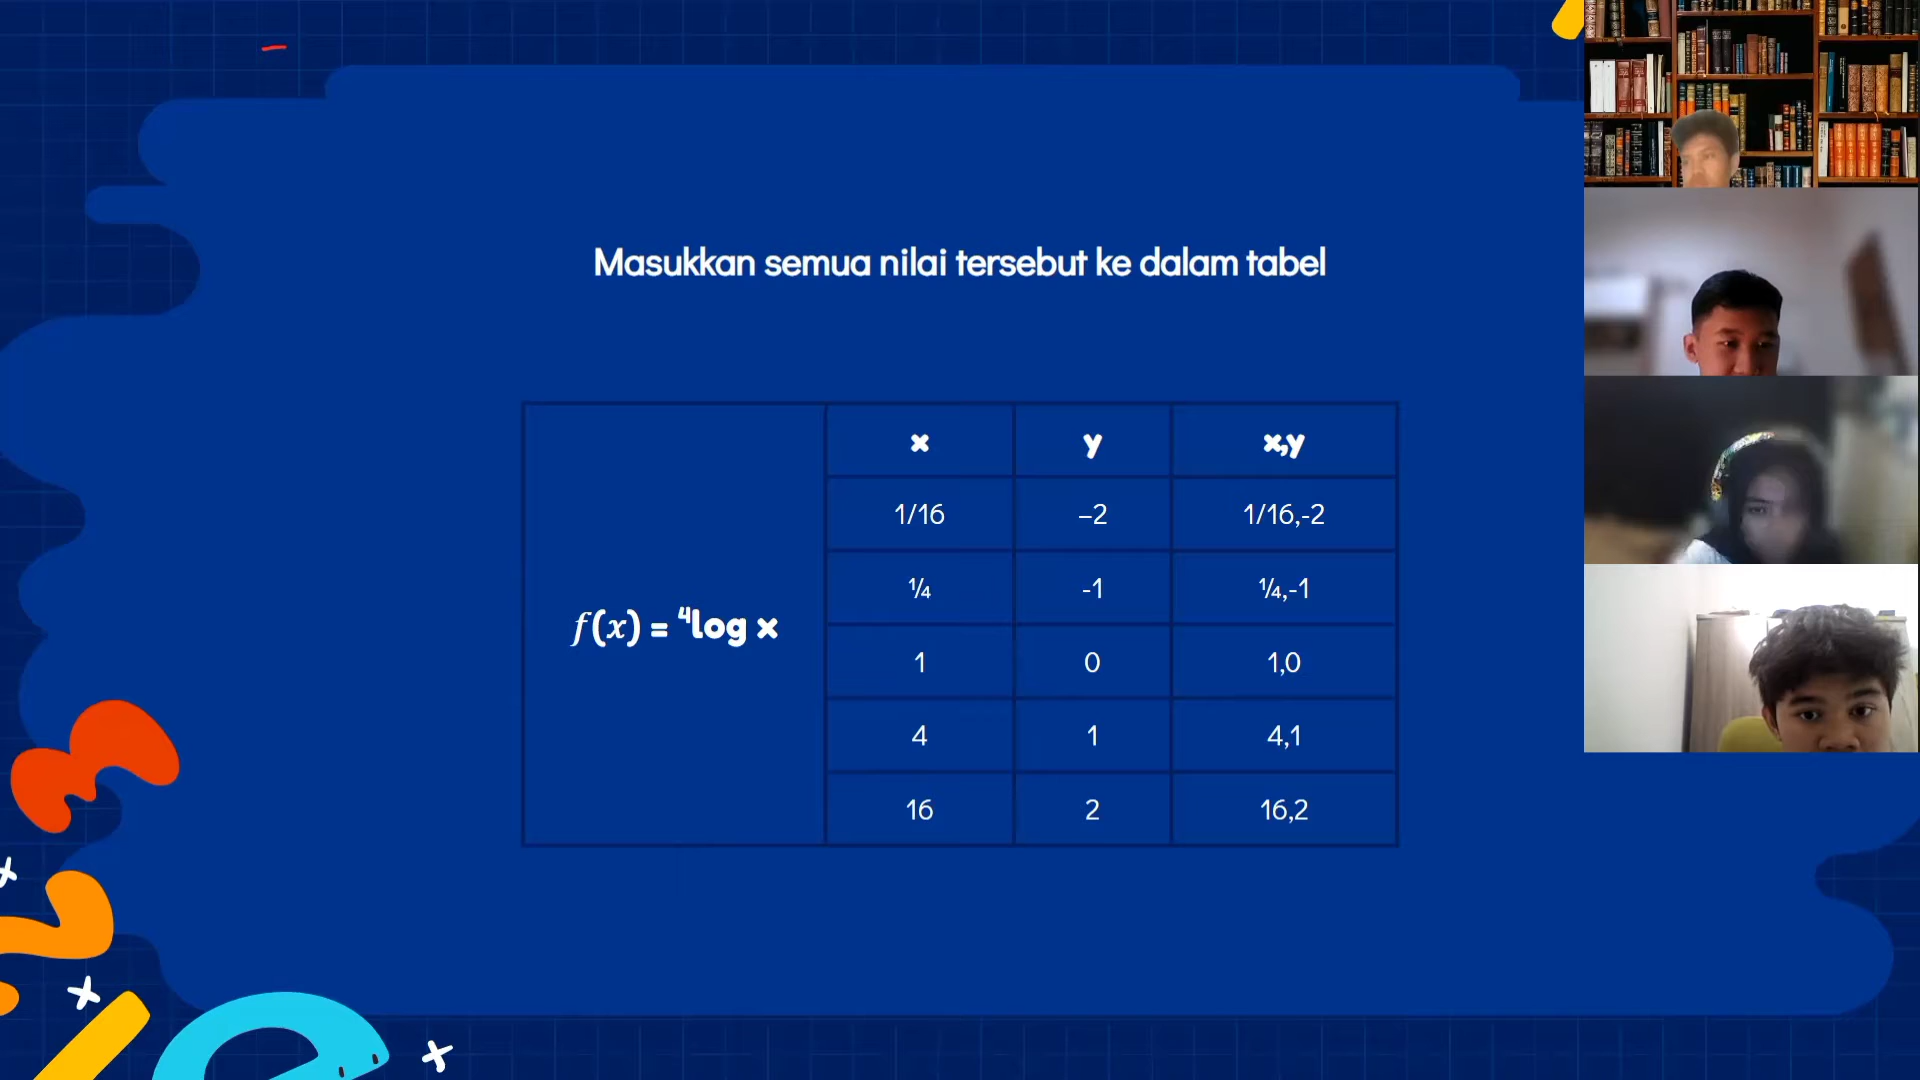 Masukkan semua nilai tersebut ke dalam tabel
x y x,y
1/16 –2 1/16,-2
¼ -1 ¼,-1
f(x) = ⁴log x
1 0 1,0
4 1 4,1
16 2 16,2